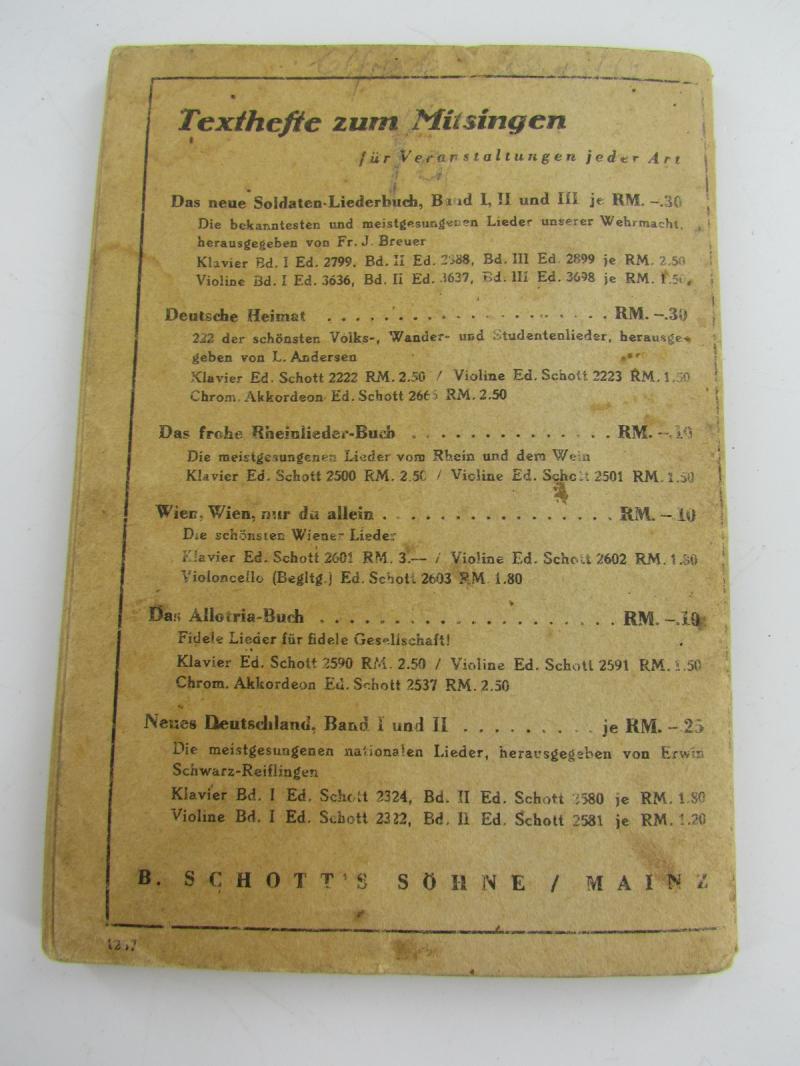 Texthefte zum Mitsingen
für Veranstaltungen jeder Art
Das neue Soldaten-Liederbuch, Band I, II und III je RM. -.30
Die bekanntesten und meistgesungenen Lieder unserer Wehrmacht,
herausgegeben von Fr. J. Breuer
Klavier Bd. I Ed. 2799, Bd. II Ed. 2888, Bd. III Ed. 2899 je RM. 2.50
Violine Bd. I Ed. 3636, Bd. II Ed. 3637, Bd. III Ed. 3698 je RM. 1.50
Deutsche Heimat . . . . . . . . . . . . . . . . . . . . RM. -.30
222 der schönsten Volks-, Wander- und Studentenlieder, herausge-
geben von L. Andersen
Klavier Ed. Schott 2222 RM. 2.50 / Violine Ed. Schott 2223 RM. 1.50
Chrom. Akkordeon Ed. Schott RM. 2.50
Das frohe Rheinlieder-Buch . . . . . . . . . . . . . . RM. -.10
Die meistgesungenen Lieder vom Rhein und dem Wein
Klavier Ed. Schott 2500 RM. 2.50 / Violine Ed. Schott 2501 RM. 1.50
Wien, Wien, nur du allein . . . . . . . . . . . . . . . . RM. -.10
Die schönsten Wiener Lieder
Klavier Ed. Schott 2601 RM. 3.— / Violine Ed. Schott 2602 RM. 1.80
Violoncello (Begltg.) Ed. Schott 2603 RM. 1.80
Das Allotria-Buch . . . . . . . . . . . . . . . . . . . . RM. -.10
Fidele Lieder für fidele Gesellschaft!
Klavier Ed. Schott 2590 RM. 2.50 / Violine Ed. Schott 2591 RM. 1.50
Chrom. Akkordeon Ed. Schott 2537 RM. 2.50
Neues Deutschland, Band I und II . . . . . . . . . je RM. -.25
Die meistgesungenen nationalen Lieder, herausgegeben von Erwin
Schwarz-Reiflingen
Klavier Bd. I Ed. Schott 2324, Bd. II Ed. Schott 2580 je RM. 1.80
Violine Bd. I Ed. Schott 2322, Bd. II Ed. Schott 2581 je RM. 1.20
B. SCHOTT'S SÖHNE / MAINZ